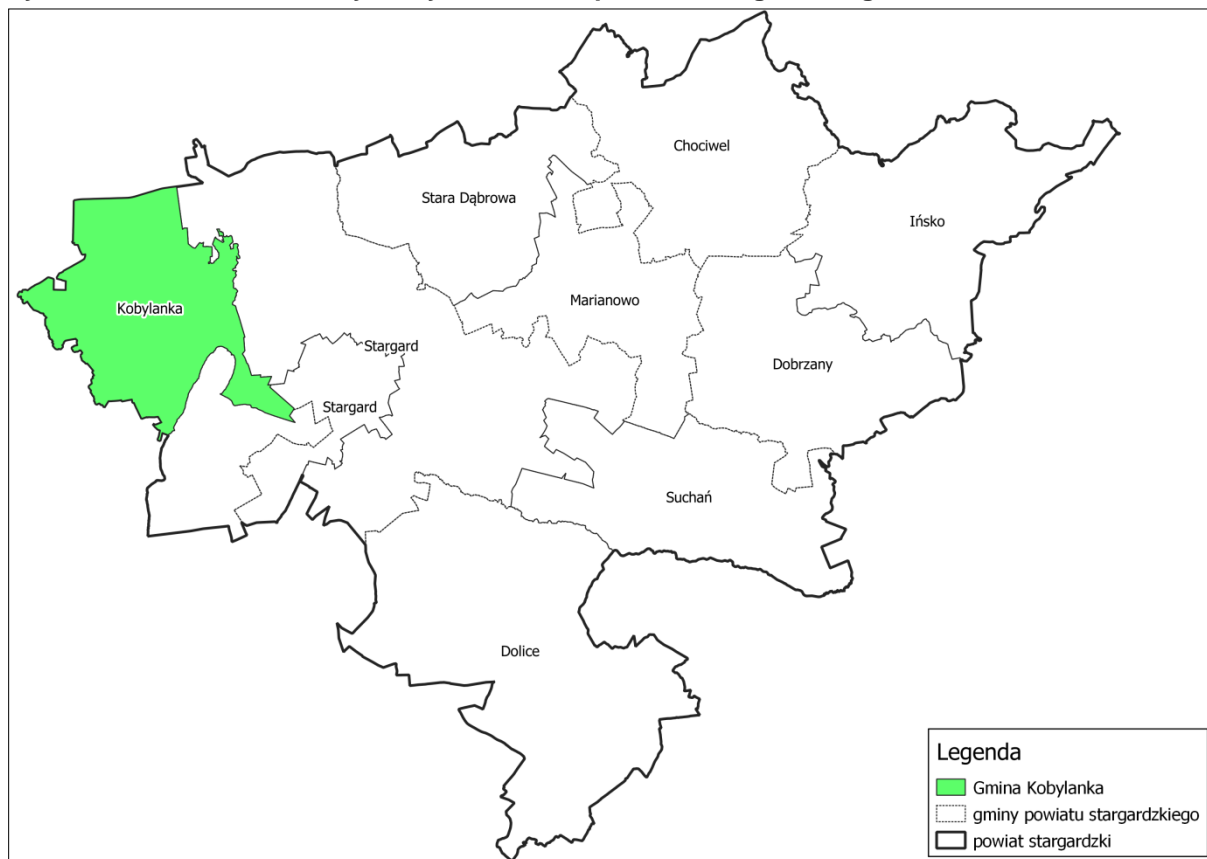 Chociwel
Stara Dąbrowa
Ińsko
Kobylanka
Marianowo
Stargard
Dobrzany
Stargard
Suchań
Dolice
Legenda
Gmina Kobylanka
gminy powiatu stargardzkiego
powiat stargardzki